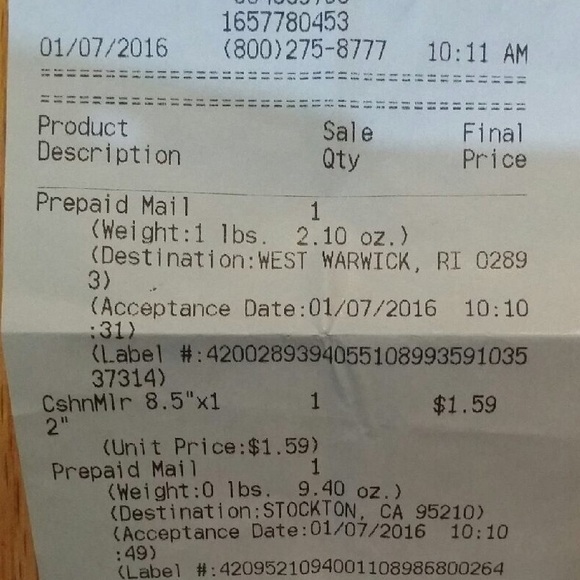 1657780453
01/07/2016 (800)275-8777 10:11 AM
================================
================================
Product Sale Final
Description Qty Price
Prepaid Mail 1
(Weight:1 lbs. 2.10 oz.)
(Destination:WEST WARWICK, RI 0289
3)
(Acceptance Date:01/07/2016 10:10
:31)
(Label #:4200289394055108993591035
37314)
CshnMlr 8.5"x1 1 $1.59
2"
(Unit Price:$1.59)
Prepaid Mail 1
(Weight:0 lbs. 9.40 oz.)
(Destination:STOCKTON, CA 95210)
(Acceptance Date:01/07/2016 10:10
:49)
(Label #:4209521094001108986800264